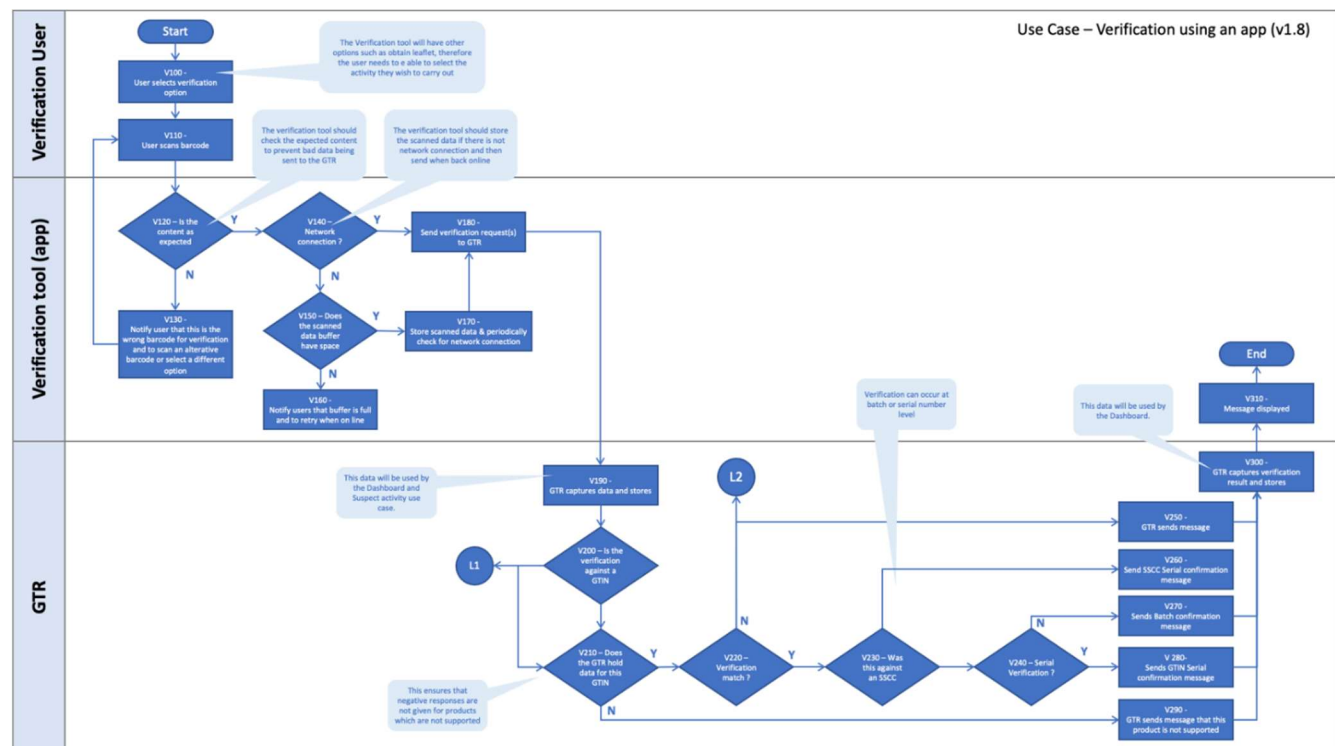 Use Case – Verification using an app (v1.8)
Verification User
Start
V100 -
User selects verification
option
The Verification tool will have other
options such as obtain leaflet, therefore
the user needs to e able to select the
activity they wish to carry out
V110 -
User scans barcode
The verification tool should
check the expected content
to prevent bad data being
sent to the GTR
The verification tool should store
the scanned data if there is not
network connection and then
send when back online
Verification tool (app)
V120 – Is the
content as
expected
Y
N
V140 –
Network
connection ?
Y
N
V180 -
Send verification request(s)
to GTR
V130 -
Notify user that this is the
wrong barcode for verification
and to scan an alterative
barcode or select a different
option
V150 – Does
the scanned
data buffer
have space
Y
N
V170 -
Store scanned data & periodically
check for network connection
V160 -
Notify users that buffer is full
and to retry when on line
Verification can occur at
batch or serial number
level
This data will be used by
the Dashboard.
End
V310 -
Message displayed
GTR
This data will be used by
the Dashboard and
Suspect activity use
case.
V190 -
GTR captures data and stores
L2
V300 -
GTR captures verification
result and stores
L1
V200 – Is the
verification
against a
GTIN
V250 -
GTR sends message
V260 -
Send SSCC Serial confirmation
message
V270 -
Sends Batch confirmation
message
V210 – Does
the GTR hold
data for this
GTIN
Y
N
V220 –
Verification
match ?
N
Y
V230 – Was
this against
an SSCC
V240 – Serial
Verification ?
N
Y
V 280-
Sends GTIN Serial
confirmation message
This ensures that
negative responses are
not given for products
which are not supported
V290 -
GTR sends message that this
product is not supported